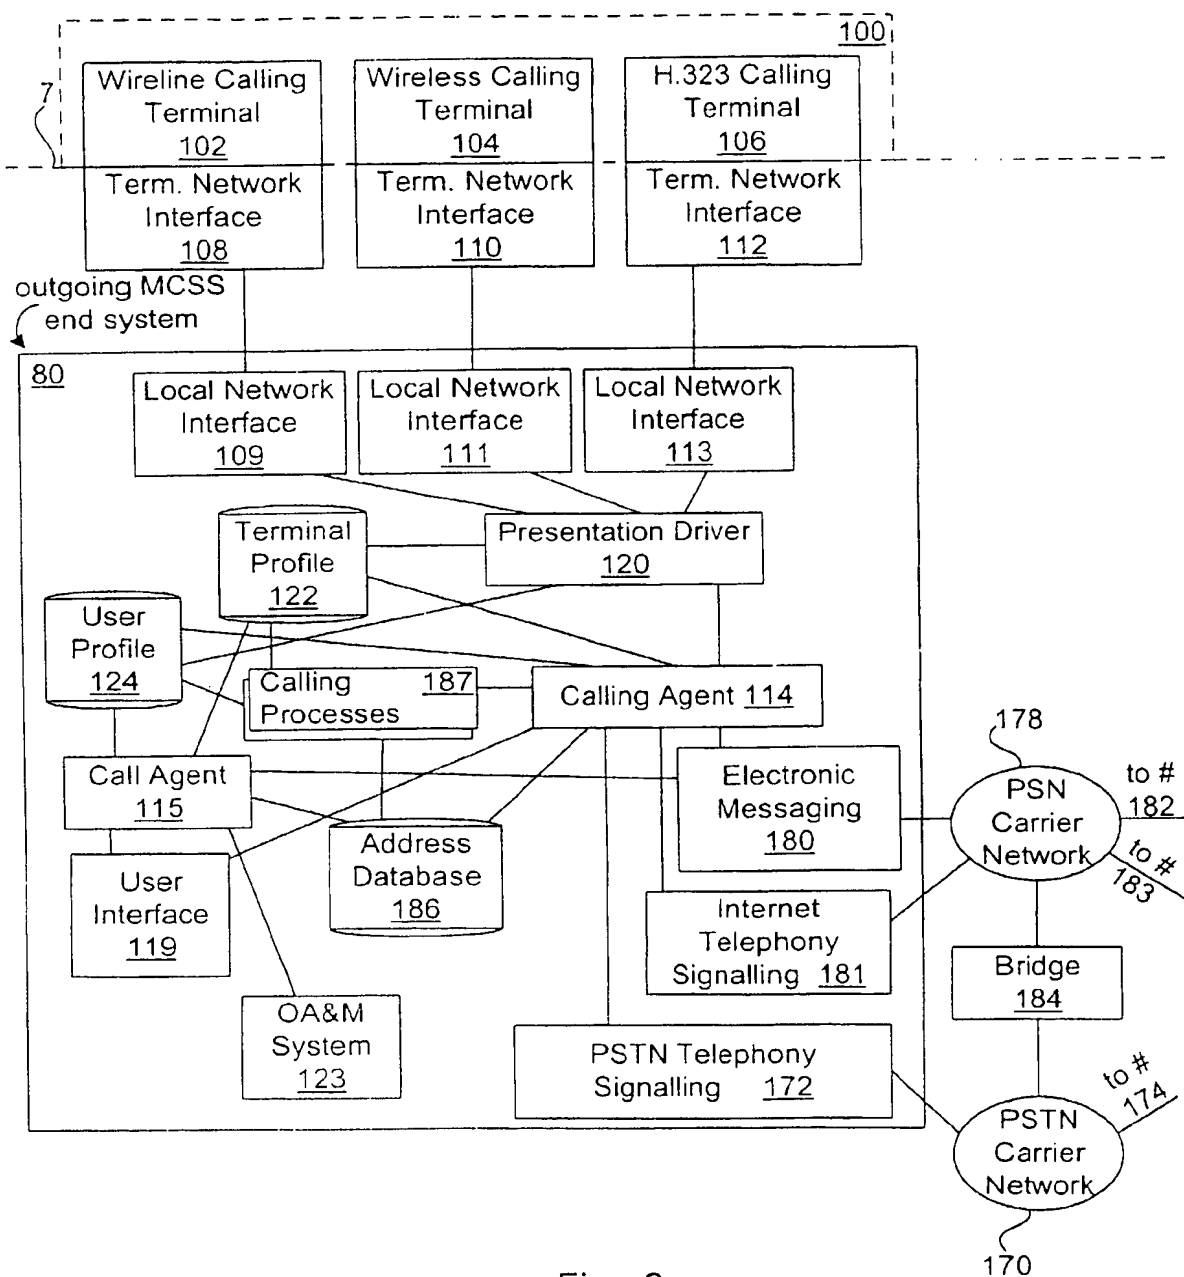 100
7
Wireline Calling
Terminal
102
Wireless Calling
Terminal
104
H.323 Calling
Terminal
106
Term. Network
Interface
108
Term. Network
Interface
110
Term. Network
Interface
112
outgoing MCSS
end system
80
Local Network
Interface
109
Local Network
Interface
111
Local Network
Interface
113
Terminal
Profile
122
Presentation Driver
120
User
Profile
124
Calling 187
Processes
Calling Agent 114
Call Agent
115
Electronic
Messaging
180
178
PSN
Carrier
Network
to #
182
to #
183
User
Interface
119
Address
Database
186
Internet
Telephony
Signalling 181
Bridge
184
OA&M
System
123
PSTN Telephony
Signalling 172
to #
174
PSTN
Carrier
Network
170